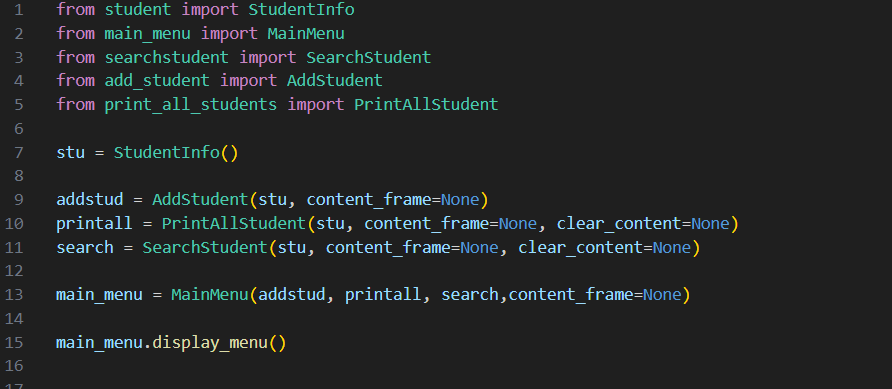 1 from student import StudentInfo
2 from main_menu import MainMenu
3 from searchstudent import SearchStudent
4 from add_student import AddStudent
5 from print_all_students import PrintAllStudent
6
7 stu = StudentInfo()
8
9 addstud = AddStudent(stu, content_frame=None)
10 printall = PrintAllStudent(stu, content_frame=None, clear_content=None)
11 search = SearchStudent(stu, content_frame=None, clear_content=None)
12
13 main_menu = MainMenu(addstud, printall, search,content_frame=None)
14
15 main_menu.display_menu()
16
17